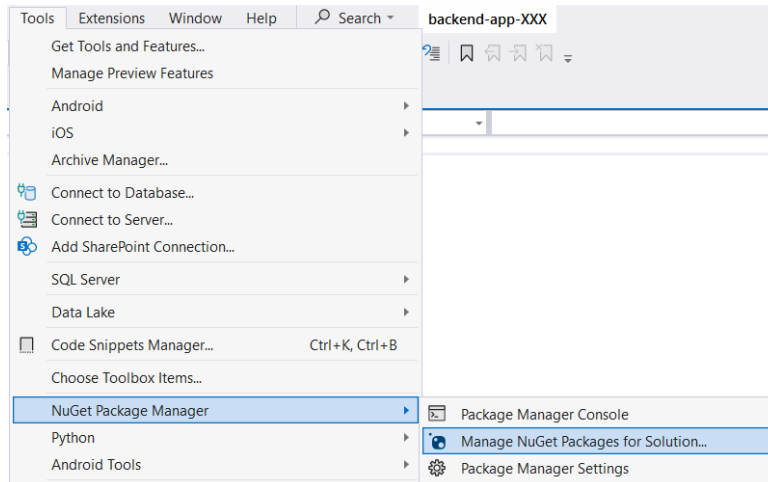 Tools Extensions Window Help Search backend-app-XXX
Get Tools and Features...
Manage Preview Features
Android
iOS
Archive Manager...
Connect to Database...
Connect to Server...
Add SharePoint Connection...
SQL Server
Data Lake
Code Snippets Manager... Ctrl+K, Ctrl+B
Choose Toolbox Items...
NuGet Package Manager
Python
Android Tools
Package Manager Console
Manage NuGet Packages for Solution...
Package Manager Settings